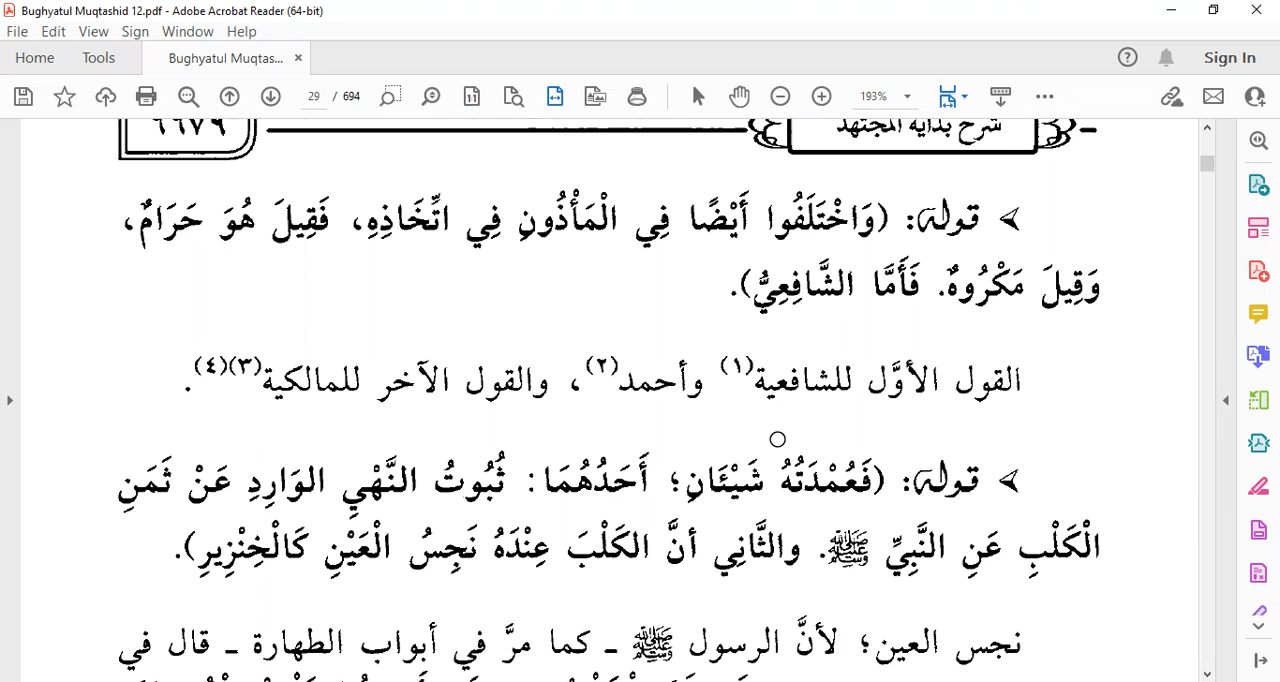 Bughyatul Muqtashid 12.pdf - Adobe Acrobat Reader (64-bit)
File Edit View Sign Window Help
Home Tools Bughyatul Muqtas... × Sign In
29 / 694 193%
شرح بداية المجتهد ٦٦٧٩
قوله: (وَاخْتَلَفُوا أَيْضًا فِي الْمَأْذُونِ فِي اتِّخَاذِهِ، فَقِيلَ هُوَ حَرَامٌ،
وَقِيلَ مَكْرُوهٌ. فَأَمَّا الشَّافِعِيُّ).
القول الأوَّل للشافعية(١) وأحمد(٢)، والقول الآخر للمالكية(٣)(٤).
قوله: (فَعُمْدَتُهُ شَيْئَانِ؛ أَحَدُهُمَا: ثُبُوتُ النَّهْيِ الوَارِدِ عَنْ ثَمَنِ
الْكَلْبِ عَنِ النَّبِيِّ ﷺ. والثَّانِي أنَّ الكَلْبَ عِنْدَهُ نَجِسُ الْعَيْنِ كَالْخِنْزِيرِ).
نجس العين؛ لأنَّ الرسول ﷺ ـ كما مرَّ في أبواب الطهارة ـ قال في